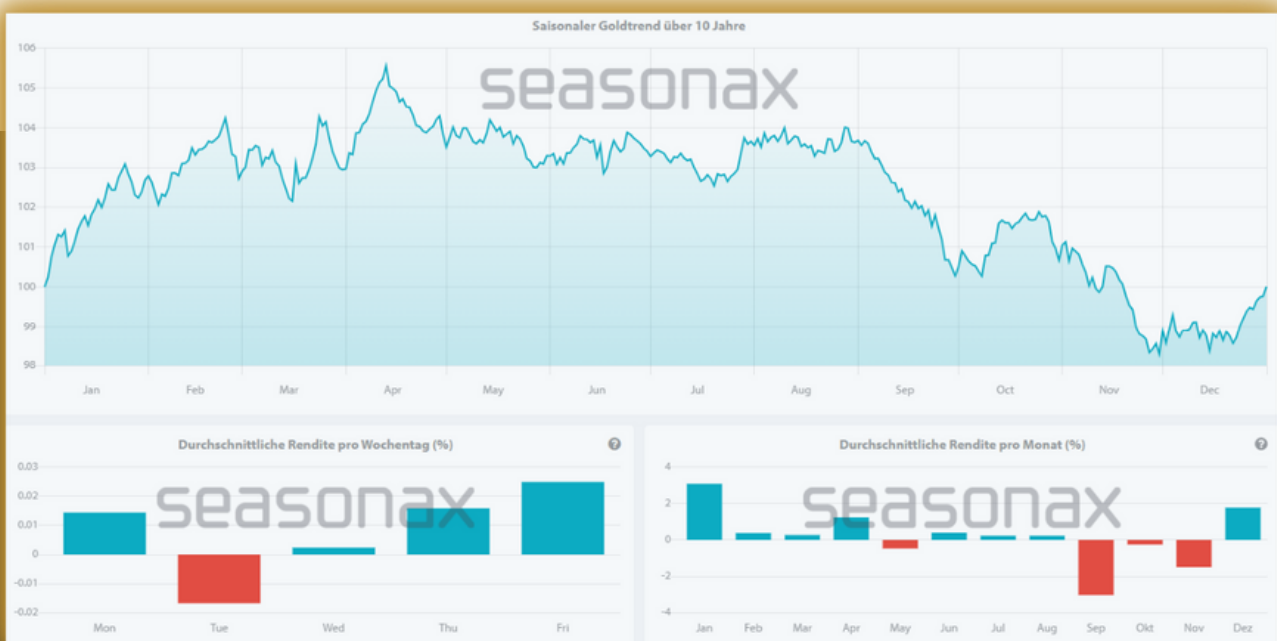 Saisonaler Goldtrend über 10 Jahre
seasonax
106
105
104
103
102
101
100
99
98
Jan Feb Mar Apr May Jun Jul Aug Sep Oct Nov Dec
Durchschnittliche Rendite pro Wochentag (%) ?
seasonax
0.03
0.02
0.01
0
-0.01
-0.02
Mon Tue Wed Thu Fri
Durchschnittliche Rendite pro Monat (%) ?
seasonax
4
2
0
-2
-4
Jan Feb Mar Apr May Jun Jul Aug Sep Okt Nov Dez